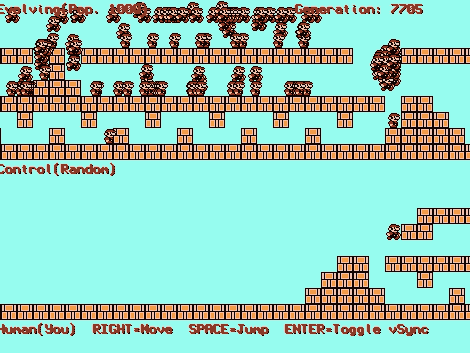 Evolving(Pop. 1000) Generation: 7705
Control(Random)
Human(You) RIGHT=Move SPACE=Jump ENTER=Toggle vSync